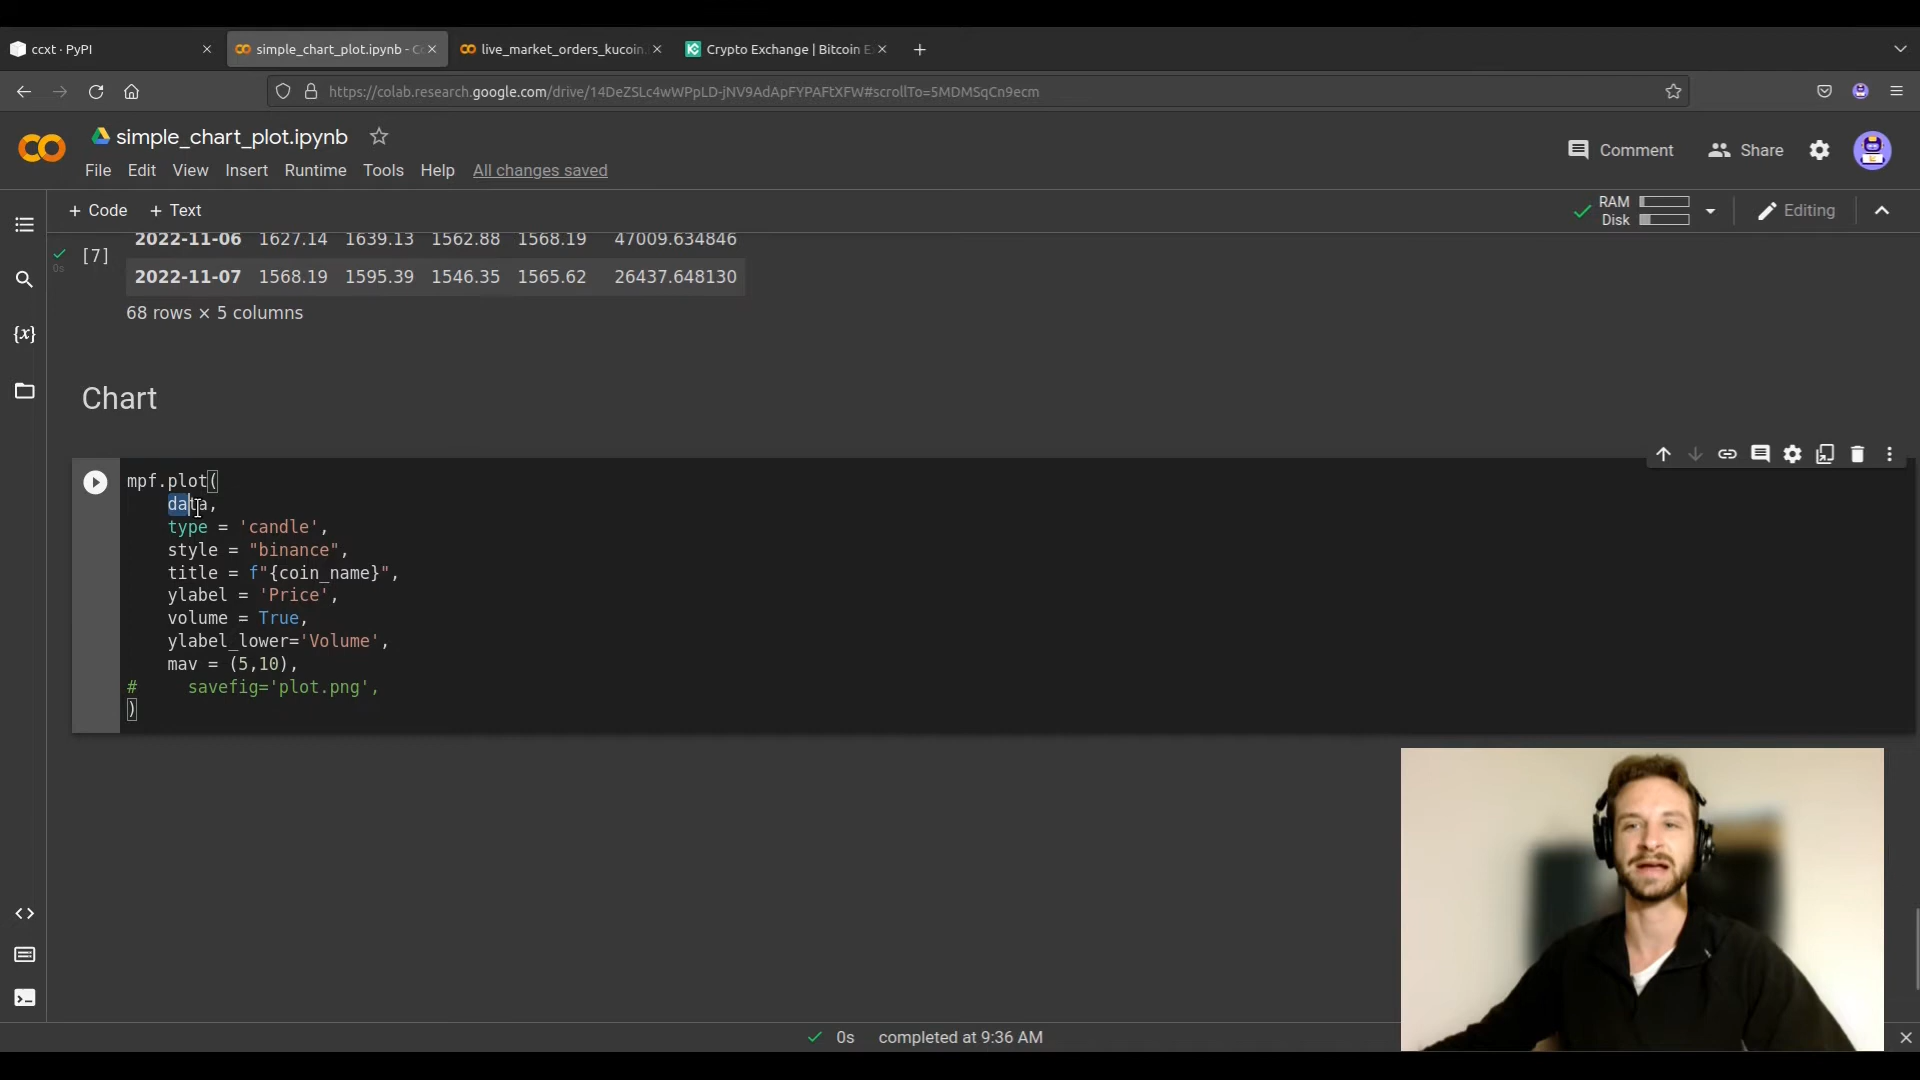 ccxt · PyPI
simple_chart_plot.ipynb - C
live_market_orders_kucoin.
Crypto Exchange | Bitcoin E
https://colab.research.google.com/drive/14DeZSLc4wWPpLD-jNV9AdApFYPAFtXFW#scrollTo=5MDMSqCn9ecm
simple_chart_plot.ipynb
Comment
Share
File Edit View Insert Runtime Tools Help All changes saved
+ Code + Text
RAM
Disk
Editing
2022-11-06 1627.14 1639.13 1562.88 1568.19 47009.634846
0s
[7]
2022-11-07 1568.19 1595.39 1546.35 1565.62 26437.648130
68 rows × 5 columns
{x}
Chart
mpf.plot(
data,
type = 'candle',
style = "binance",
title = f"{coin_name}",
ylabel = 'Price',
volume = True,
ylabel_lower='Volume',
mav = (5,10),
# savefig='plot.png',
)
0s completed at 9:36 AM